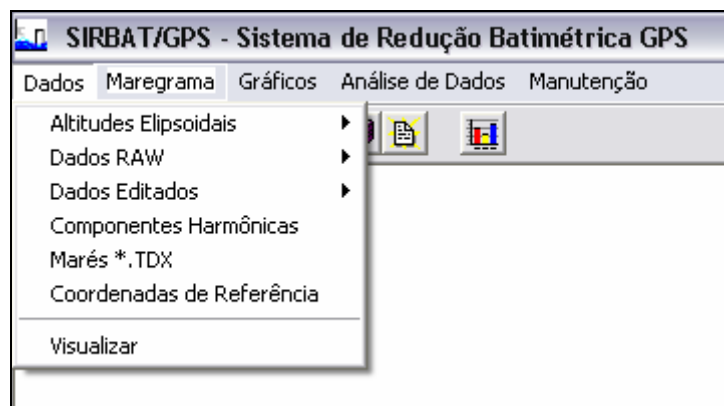 SIRBAT/GPS - Sistema de Redução Batimétrica GPS
Dados Maregrama Gráficos Análise de Dados Manutenção
Altitudes Elipsoidais
Dados RAW
Dados Editados
Componentes Harmônicas
Marés *.TDX
Coordenadas de Referência
Visualizar